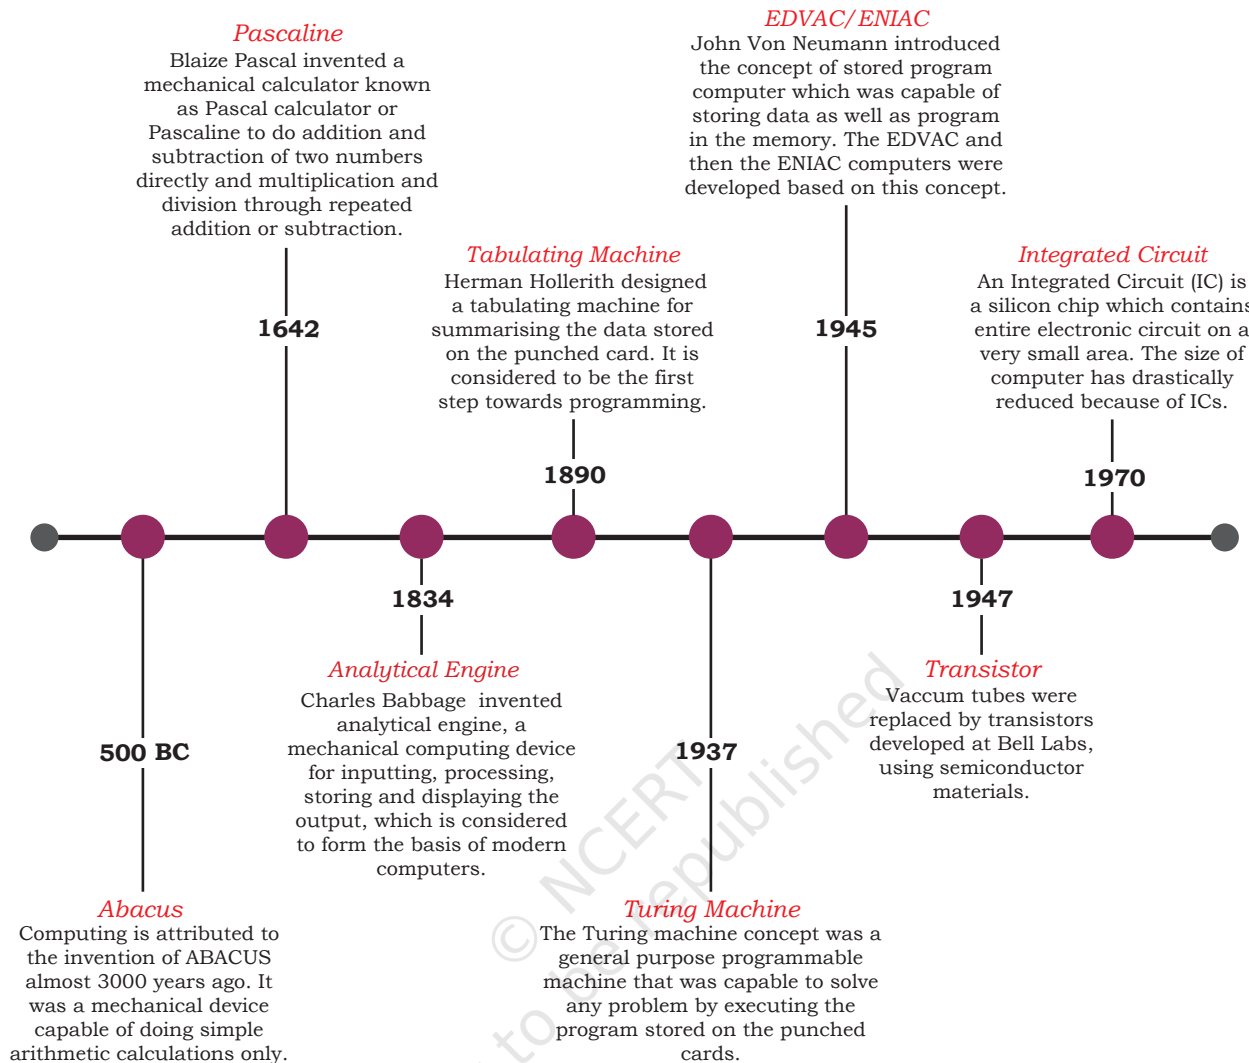 Pascaline
Blaize Pascal invented a
mechanical calculator known
as Pascal calculator or
Pascaline to do addition and
subtraction of two numbers
directly and multiplication and
division through repeated
addition or subtraction.
1642
EDVAC/ENIAC
John Von Neumann introduced
the concept of stored program
computer which was capable of
storing data as well as program
in the memory. The EDVAC and
then the ENIAC computers were
developed based on this concept.
1945
Tabulating Machine
Herman Hollerith designed
a tabulating machine for
summarising the data stored
on the punched card. It is
considered to be the first
step towards programming.
1890
Integrated Circuit
An Integrated Circuit (IC) is
a silicon chip which contains
entire electronic circuit on a
very small area. The size of
computer has drastically
reduced because of ICs.
1970
500 BC
Abacus
Computing is attributed to
the invention of ABACUS
almost 3000 years ago. It
was a mechanical device
capable of doing simple
arithmetic calculations only.
1834
Analytical Engine
Charles Babbage  invented
analytical engine, a
mechanical computing device
for inputting, processing,
storing and displaying the
output, which is considered
to form the basis of modern
computers.
1937
Turing Machine
The Turing machine concept was a
general purpose programmable
machine that was capable to solve
any problem by executing the
program stored on the punched
cards.
1947
Transistor
Vaccum tubes were
replaced by transistors
developed at Bell Labs,
using semiconductor
materials.
© NCERT
to be republished